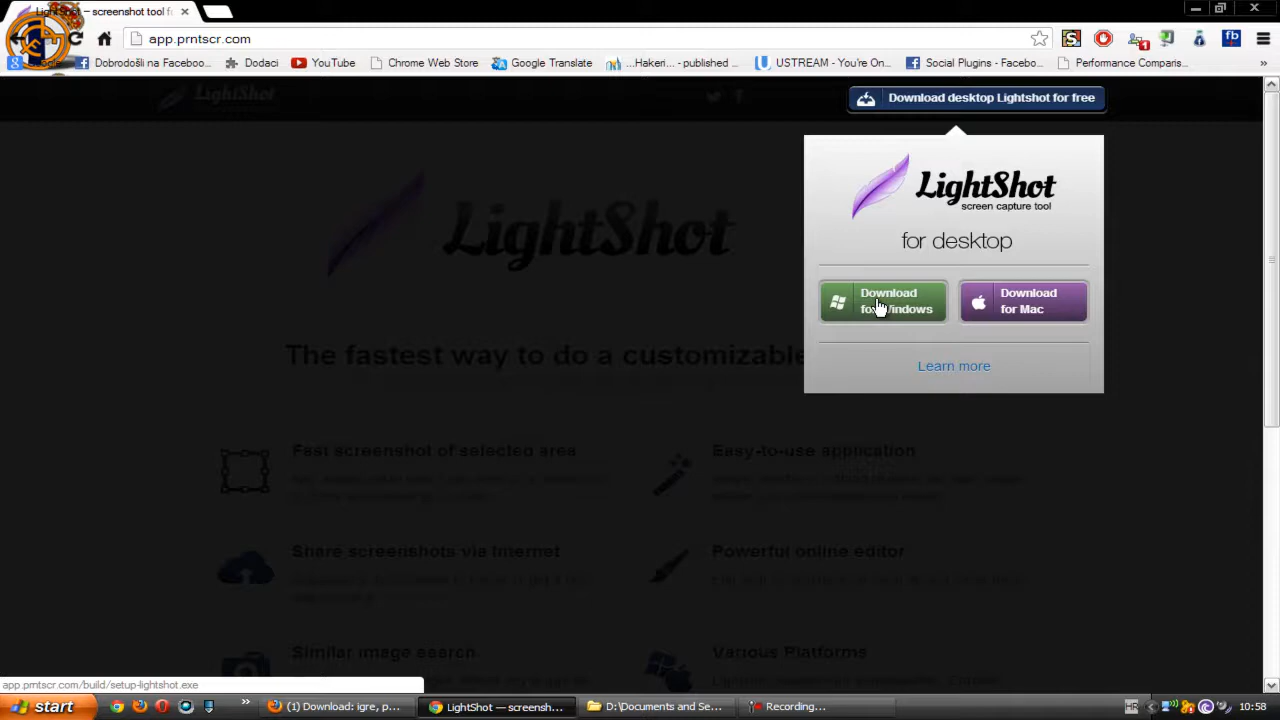 LightShot – screenshot tool f
app.prntscr.com
Dobrodošli na Faceboo...
Dodaci
YouTube
Chrome Web Sto
Google Translate
...Hakeri - published ...
USTREAM - You're On...
Social Plugins - Facebo...
Performance Comparis...
LightShot
Download desktop Lightshot for free
LightShot
screen capture tool
for desktop
Download
for Windows
Download
for Mac
Learn more
LightShot
The fastest way to do a customizable
Fast screenshot of selected area
Easy-to-use application
Share screenshots via Internet
Powerful online editor
Similar image search
Various Platforms
app.prntscr.com/build/setup-lightshot.exe
start
(1) Download: igre, p...
LightShot — screensh...
D:\Documents and Se...
Recording...
HR
10:58